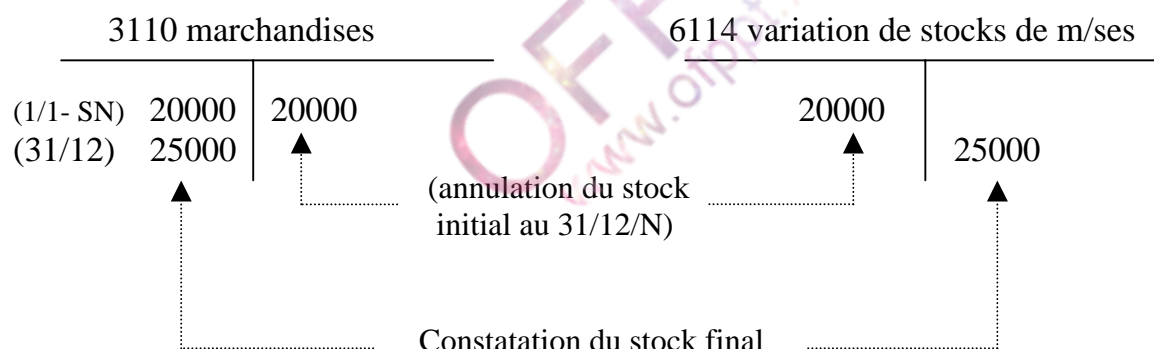 3110 marchandises 6114 variation de stocks de m/ses
(1/1- SN) 20000 20000 20000
(31/12) 25000 25000
(annulation du stock
initial au 31/12/N)
Constatation du stock final